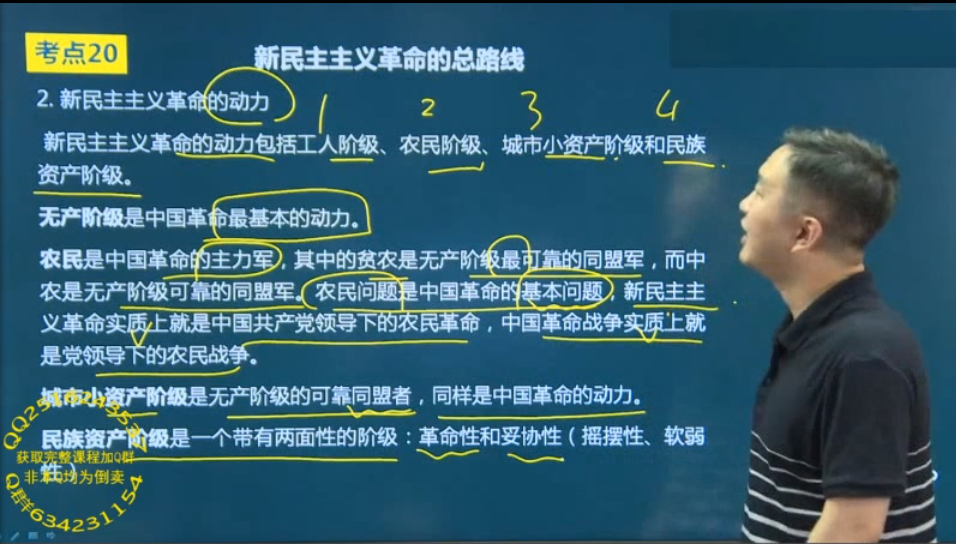 考点20
新民主主义革命的总路线
2. 新民主主义革命的动力
1 2 3 4
新民主主义革命的动力包括工人阶级、农民阶级、城市小资产阶级和民族
资产阶级。
无产阶级是中国革命最基本的动力。
农民是中国革命的主力军，其中的贫农是无产阶级最可靠的同盟军，而中
农是无产阶级可靠的同盟军。农民问题是中国革命的基本问题，新民主主
义革命实质上就是中国共产党领导下的农民革命，中国革命战争实质上就
是党领导下的农民战争。
城市小资产阶级是无产阶级的可靠同盟者，同样是中国革命的动力。
民族资产阶级是一个带有两面性的阶级：革命性和妥协性（摇摆性、软弱
性）
获取完整课程加Q群
非本Q均为倒卖
Q群634231154